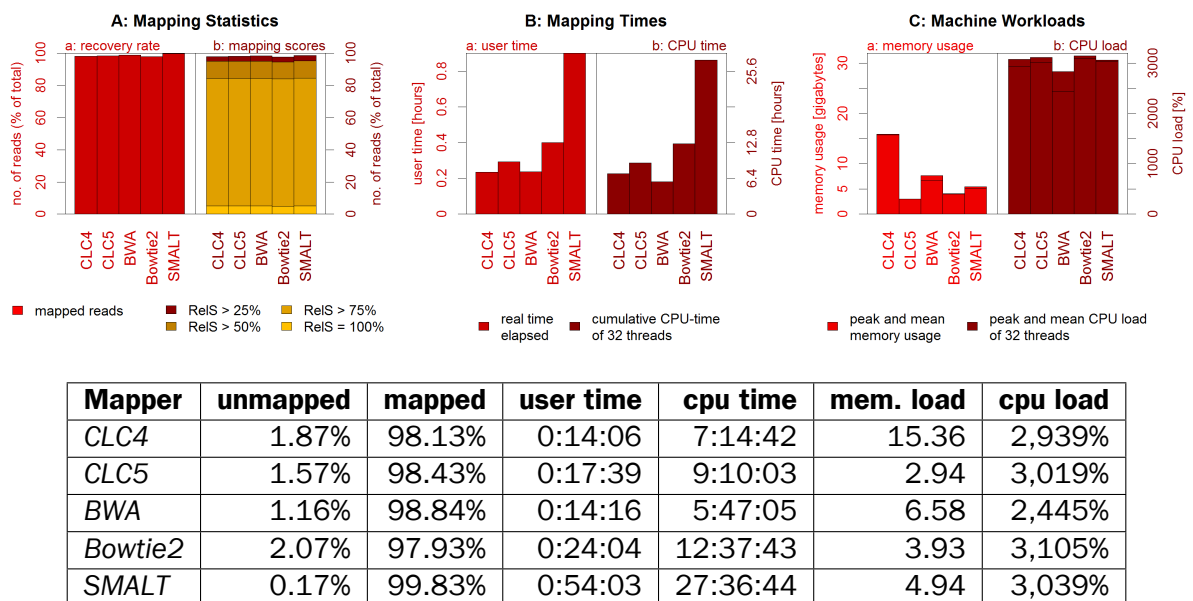 A: Mapping Statistics
a: recovery rate
b: mapping scores
no. of reads (% of total)
0
20
40
60
80
100
0
20
40
60
80
100
no. of reads (% of total)
CLC4
CLC5
BWA
Bowtie2
SMALT
CLC4
CLC5
BWA
Bowtie2
SMALT
mapped reads
RelS > 25%
RelS > 50%
RelS > 75%
RelS = 100%
B: Mapping Times
a: user time
b: CPU time
user time [hours]
0
0.2
0.4
0.6
0.8
0
6.4
12.8
25.6
CPU time [hours]
CLC4
CLC5
BWA
Bowtie2
SMALT
CLC4
CLC5
BWA
Bowtie2
SMALT
real time
elapsed
cumulative CPU-time
of 32 threads
C: Machine Workloads
a: memory usage
b: CPU load
memory usage [gigabytes]
0
5
10
20
30
0
1000
2000
3000
CPU load [%]
CLC4
CLC5
BWA
Bowtie2
SMALT
CLC4
CLC5
BWA
Bowtie2
SMALT
peak and mean
memory usage
peak and mean CPU load
of 32 threads
Mapper unmapped mapped user time cpu time mem. load cpu load
CLC4 1.87% 98.13% 0:14:06 7:14:42 15.36 2,939%
CLC5 1.57% 98.43% 0:17:39 9:10:03 2.94 3,019%
BWA 1.16% 98.84% 0:14:16 5:47:05 6.58 2,445%
Bowtie2 2.07% 97.93% 0:24:04 12:37:43 3.93 3,105%
SMALT 0.17% 99.83% 0:54:03 27:36:44 4.94 3,039%